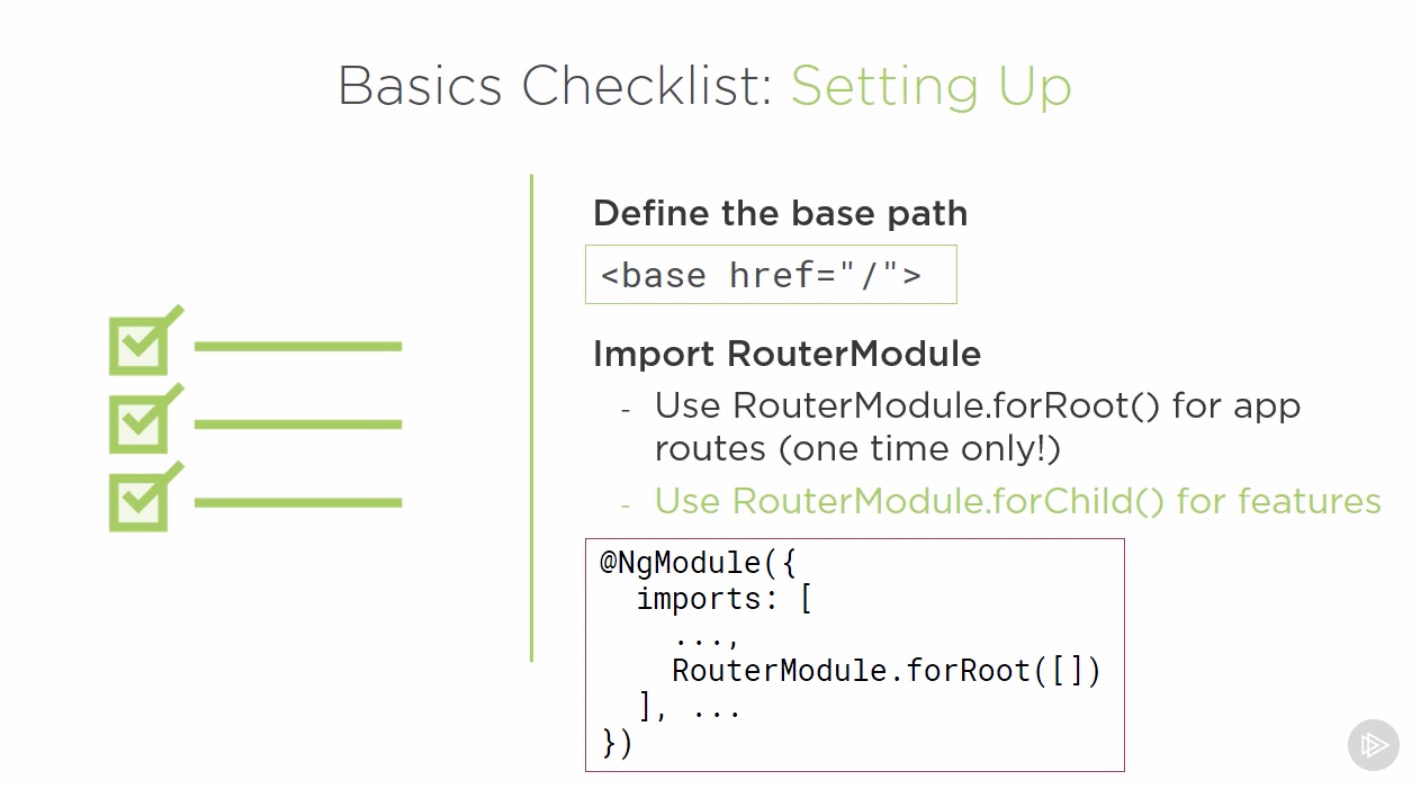 Basics Checklist: Setting Up
Define the base path
<base href="/">
Import RouterModule
- Use RouterModule.forRoot() for app
routes (one time only!)
- Use RouterModule.forChild() for features
@NgModule({
  imports: [
    ...,
    RouterModule.forRoot([])
  ], ...
})